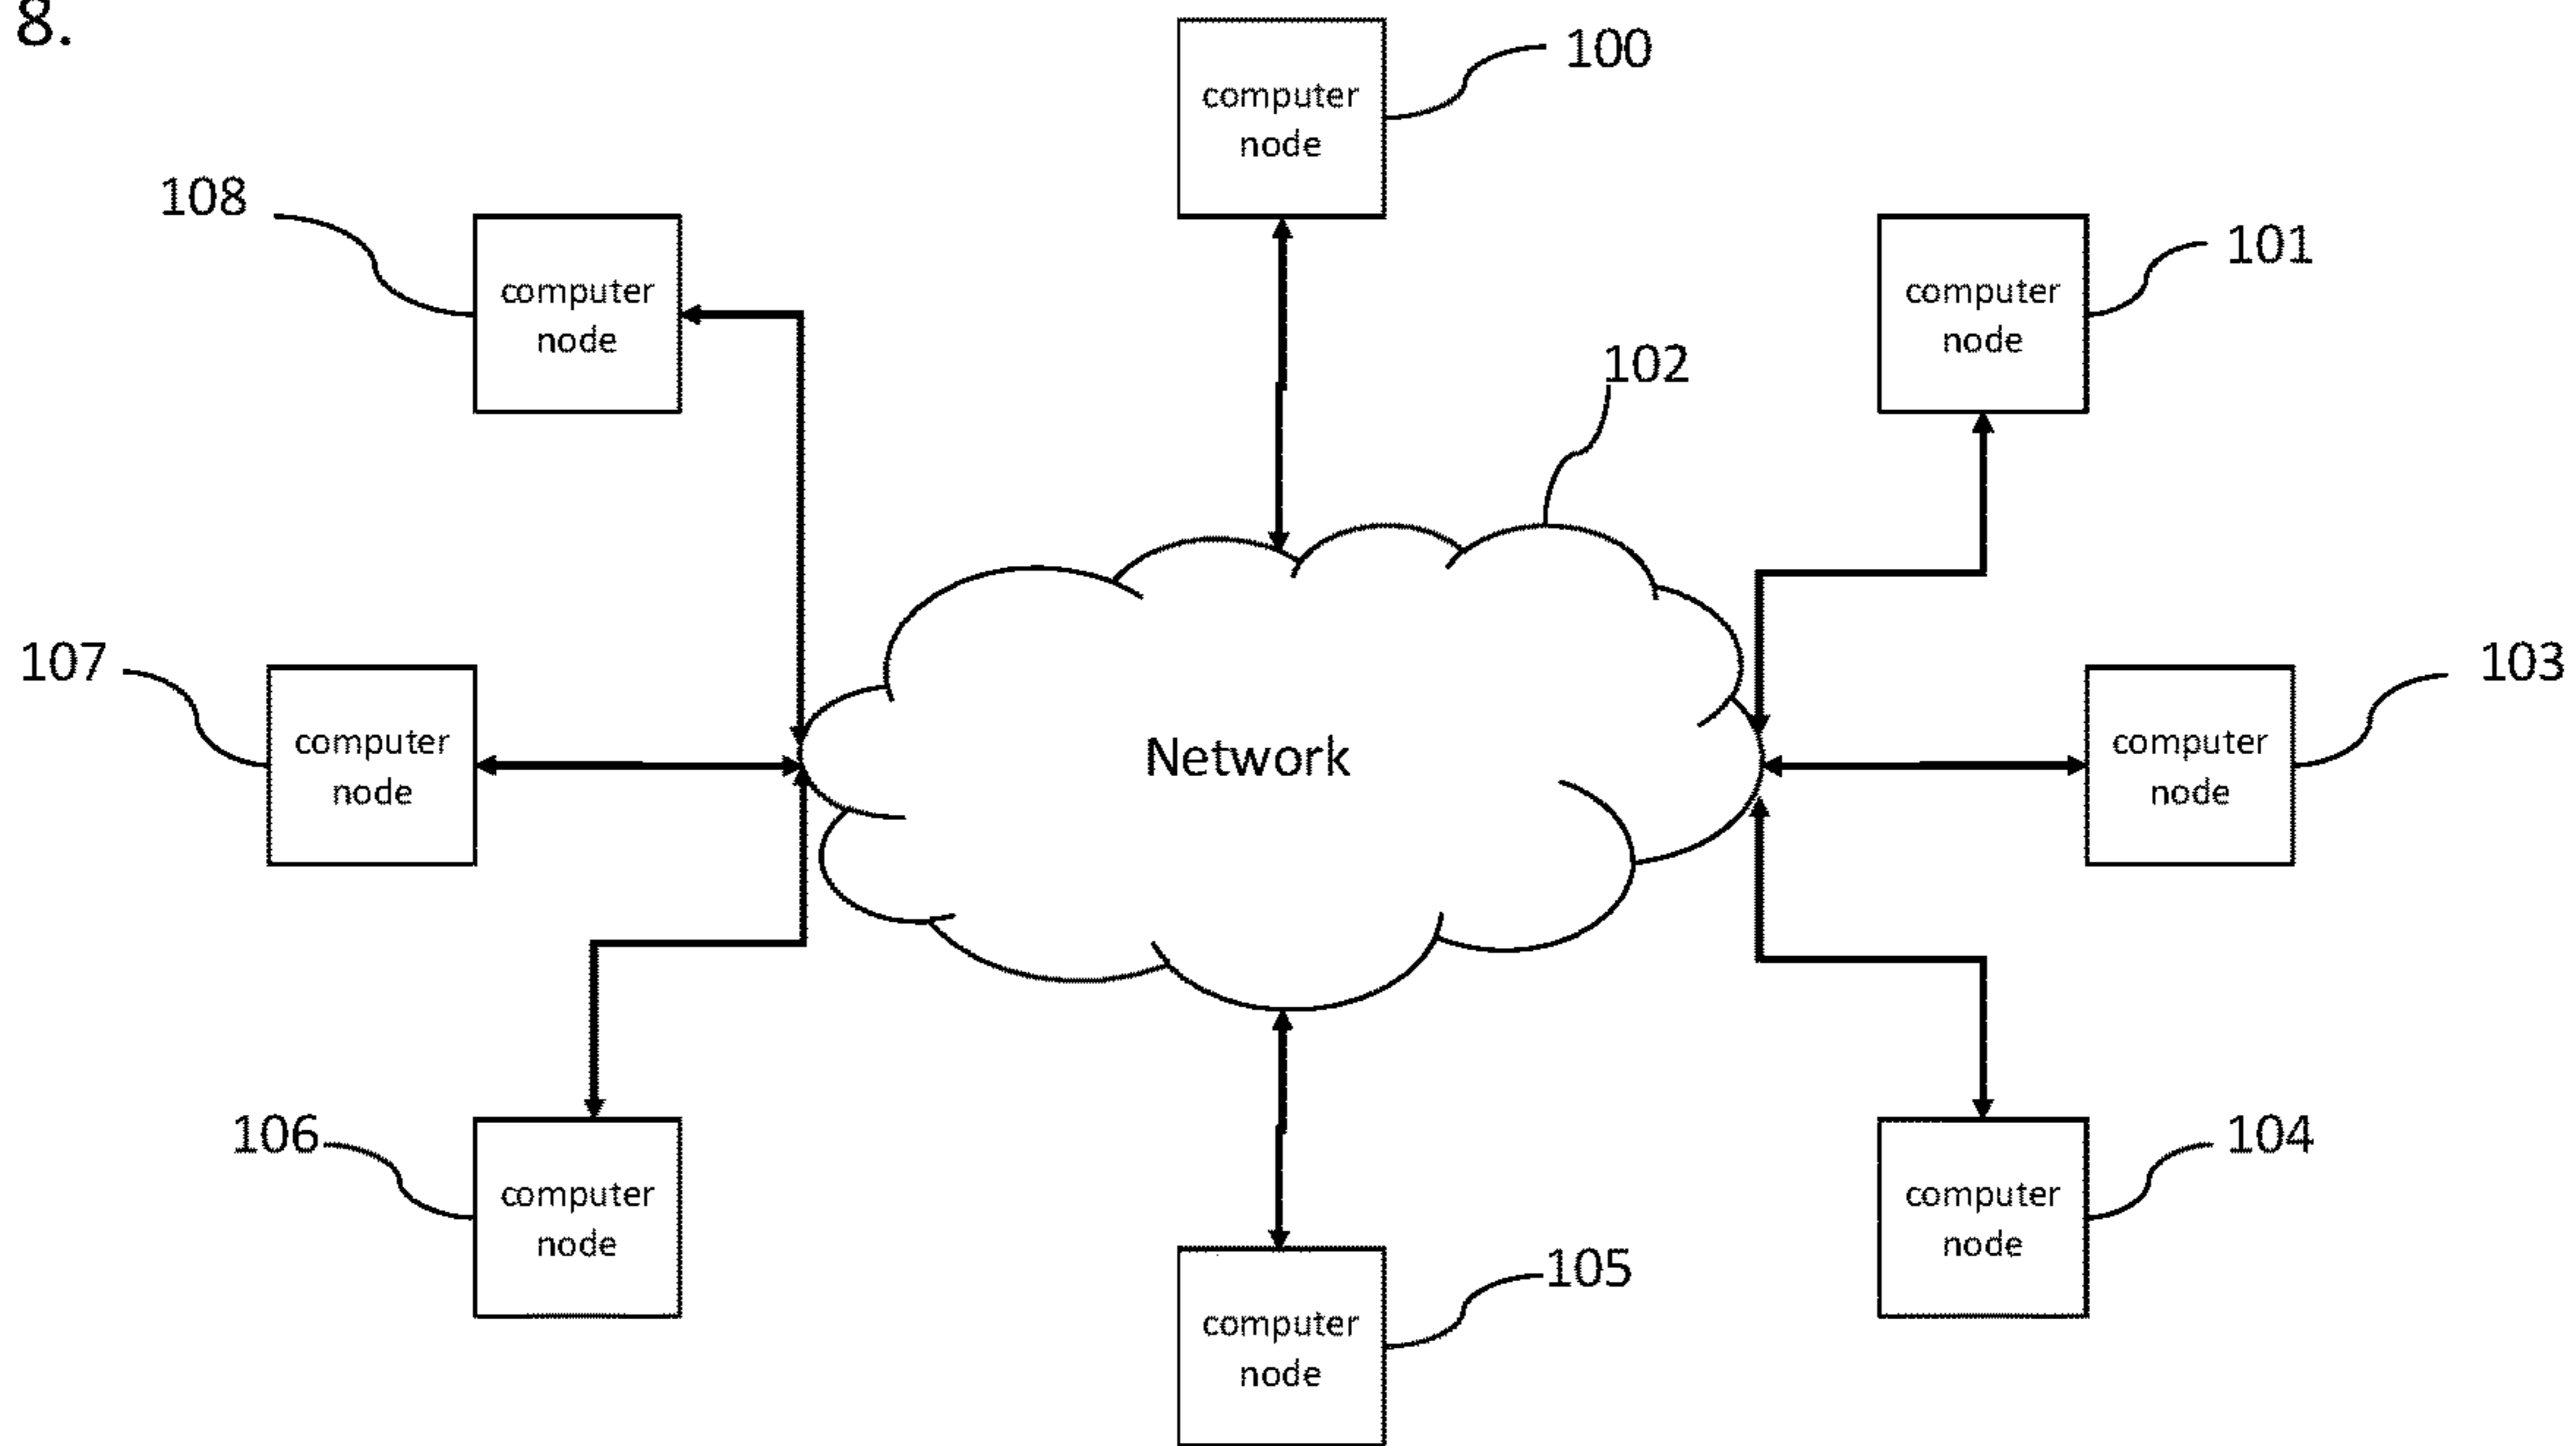 8.
100
computer
node
108
computer
node
101
computer
node
102
107
computer
node
Network
103
computer
node
106
computer
node
104
computer
node
105
computer
node